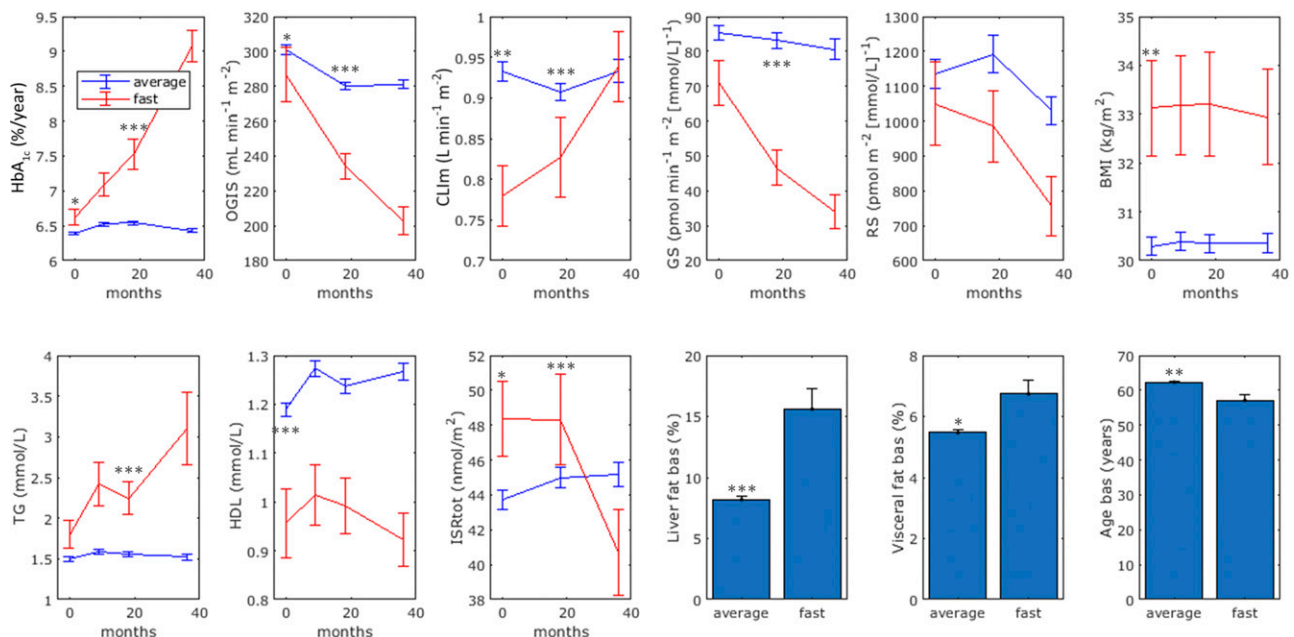 9.5
9
8.5
8
7.5
7
6.5
6
HbA1c (%/year)
average
fast
*
***
0 20 40
months
320
300
280
260
240
220
200
180
OGIS (mL min-1 m-2)
*
***
0 20 40
months
1
0.95
0.9
0.85
0.8
0.75
0.7
CLIm (L min-1 m-2)
**
***
0 20 40
months
90
80
70
60
50
40
30
20
GS (pmol min-1 m-2 [mmol/L]-1)
***
0 20 40
months
1300
1200
1100
1000
900
800
700
600
RS (pmol m-2 [mmol/L]-1)
0 20 40
months
35
34
33
32
31
30
BMI (kg/m2)
**
0 20 40
months
4
3.5
3
2.5
2
1.5
1
TG (mmol/L)
***
0 20 40
months
1.3
1.2
1.1
1
0.9
0.8
HDL (mmol/L)
***
0 20 40
months
52
50
48
46
44
42
40
38
ISRtot (nmol/m2)
*
***
0 20 40
months
20
15
10
5
0
Liver fat bas (%)
***
average fast
8
6
4
2
0
Visceral fat bas (%)
*
average fast
70
60
50
40
30
20
10
0
Age bas (years)
**
average fast